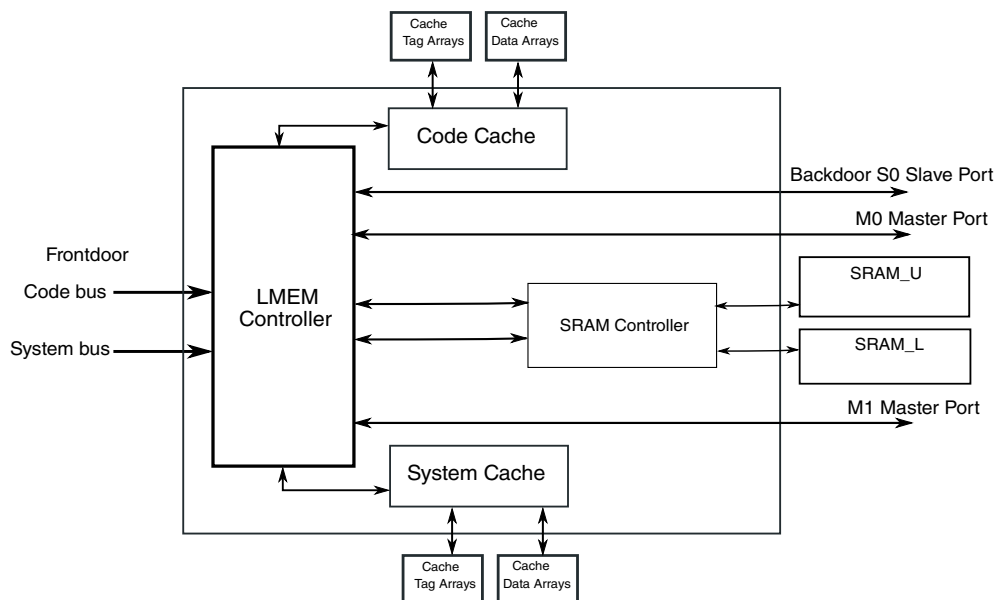 Cache
Tag Arrays
Cache
Data Arrays
Code Cache
Backdoor S0 Slave Port
M0 Master Port
Frontdoor
Code bus
System bus
LMEM
Controller
SRAM Controller
SRAM_U
SRAM_L
M1 Master Port
System Cache
Cache
Tag Arrays
Cache
Data Arrays